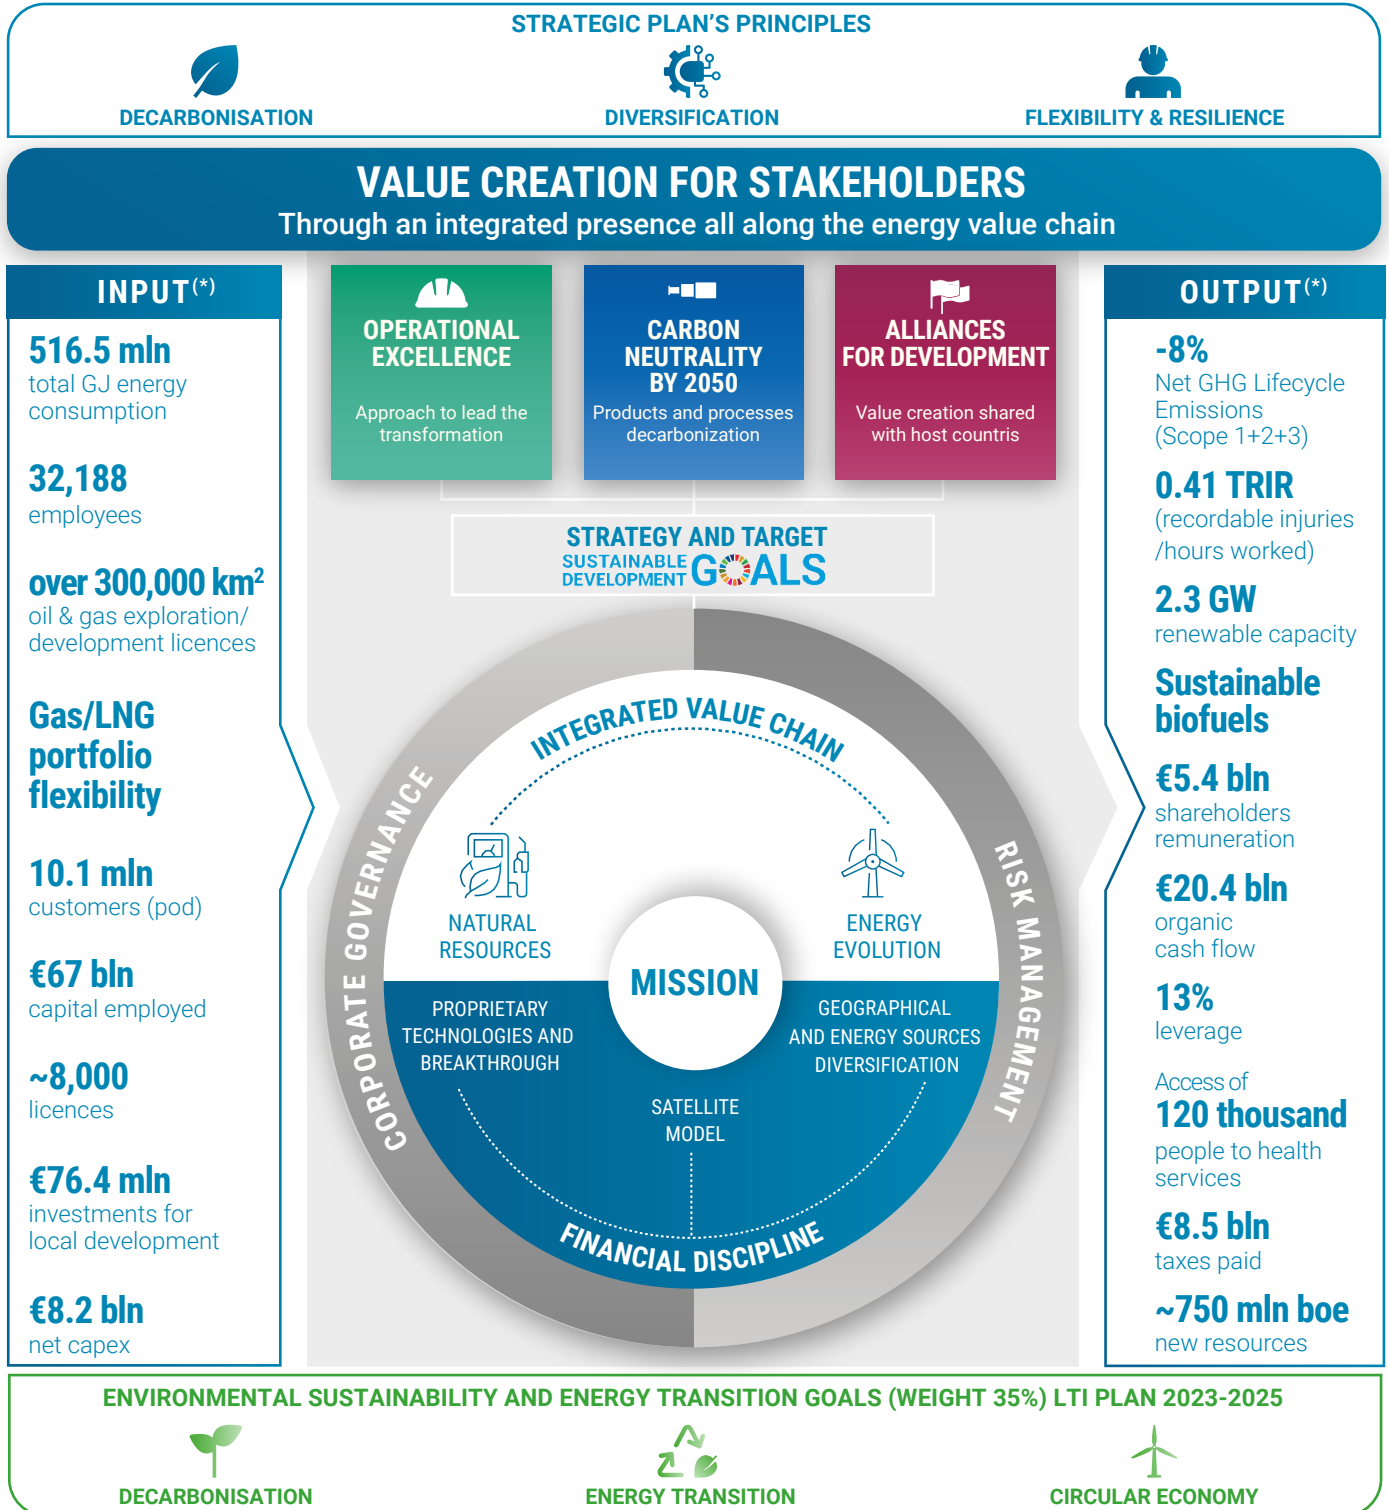 STRATEGIC PLAN'S PRINCIPLES
DECARBONISATION
DIVERSIFICATION
FLEXIBILITY & RESILIENCE
VALUE CREATION FOR STAKEHOLDERS
Through an integrated presence all along the energy value chain
INPUT(*)
516.5 mln
total GJ energy
consumption
32,188
employees
over 300,000 km²
oil & gas exploration/
development licences
Gas/LNG
portfolio
flexibility
10.1 mln
customers (pod)
€67 bln
capital employed
~8,000
licences
€76.4 mln
investments for
local development
€8.2 bln
net capex
OPERATIONAL
EXCELLENCE
Approach to lead the
transformation
CARBON
NEUTRALITY
BY 2050
Products and processes
decarbonization
ALLIANCES
FOR DEVELOPMENT
Value creation shared
with host countris
STRATEGY AND TARGET
SUSTAINABLE
DEVELOPMENT
GOALS
CORPORATE GOVERNANCE
RISK MANAGEMENT
INTEGRATED VALUE CHAIN
NATURAL
RESOURCES
ENERGY
EVOLUTION
MISSION
PROPRIETARY
TECHNOLOGIES AND
BREAKTHROUGH
GEOGRAPHICAL
AND ENERGY SOURCES
DIVERSIFICATION
SATELLITE
MODEL
FINANCIAL DISCIPLINE
OUTPUT(*)
-8%
Net GHG Lifecycle
Emissions
(Scope 1+2+3)
0.41 TRIR
(recordable injuries
/hours worked)
2.3 GW
renewable capacity
Sustainable
biofuels
€5.4 bln
shareholders
remuneration
€20.4 bln
organic
cash flow
13%
leverage
Access of
120 thousand
people to health
services
€8.5 bln
taxes paid
~750 mln boe
new resources
ENVIRONMENTAL SUSTAINABILITY AND ENERGY TRANSITION GOALS (WEIGHT 35%) LTI PLAN 2023-2025
DECARBONISATION
ENERGY TRANSITION
CIRCULAR ECONOMY